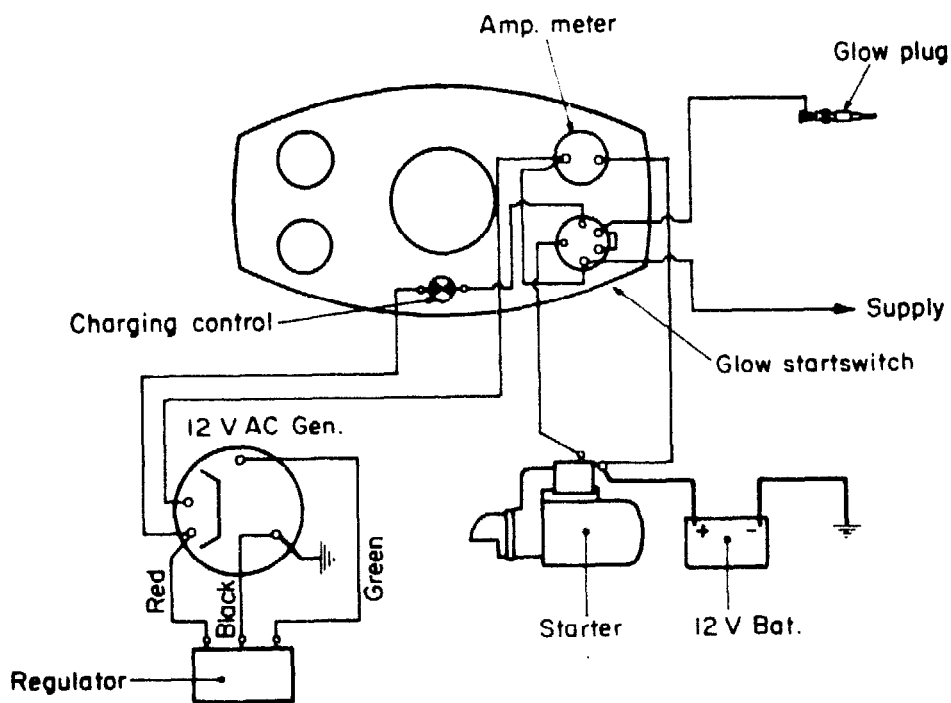 Amp. meter
Glow plug
Charging control
Supply
Glow startswitch
12 V AC Gen.
Red
Black
Green
+ -
Starter
12 V Bat.
Regulator